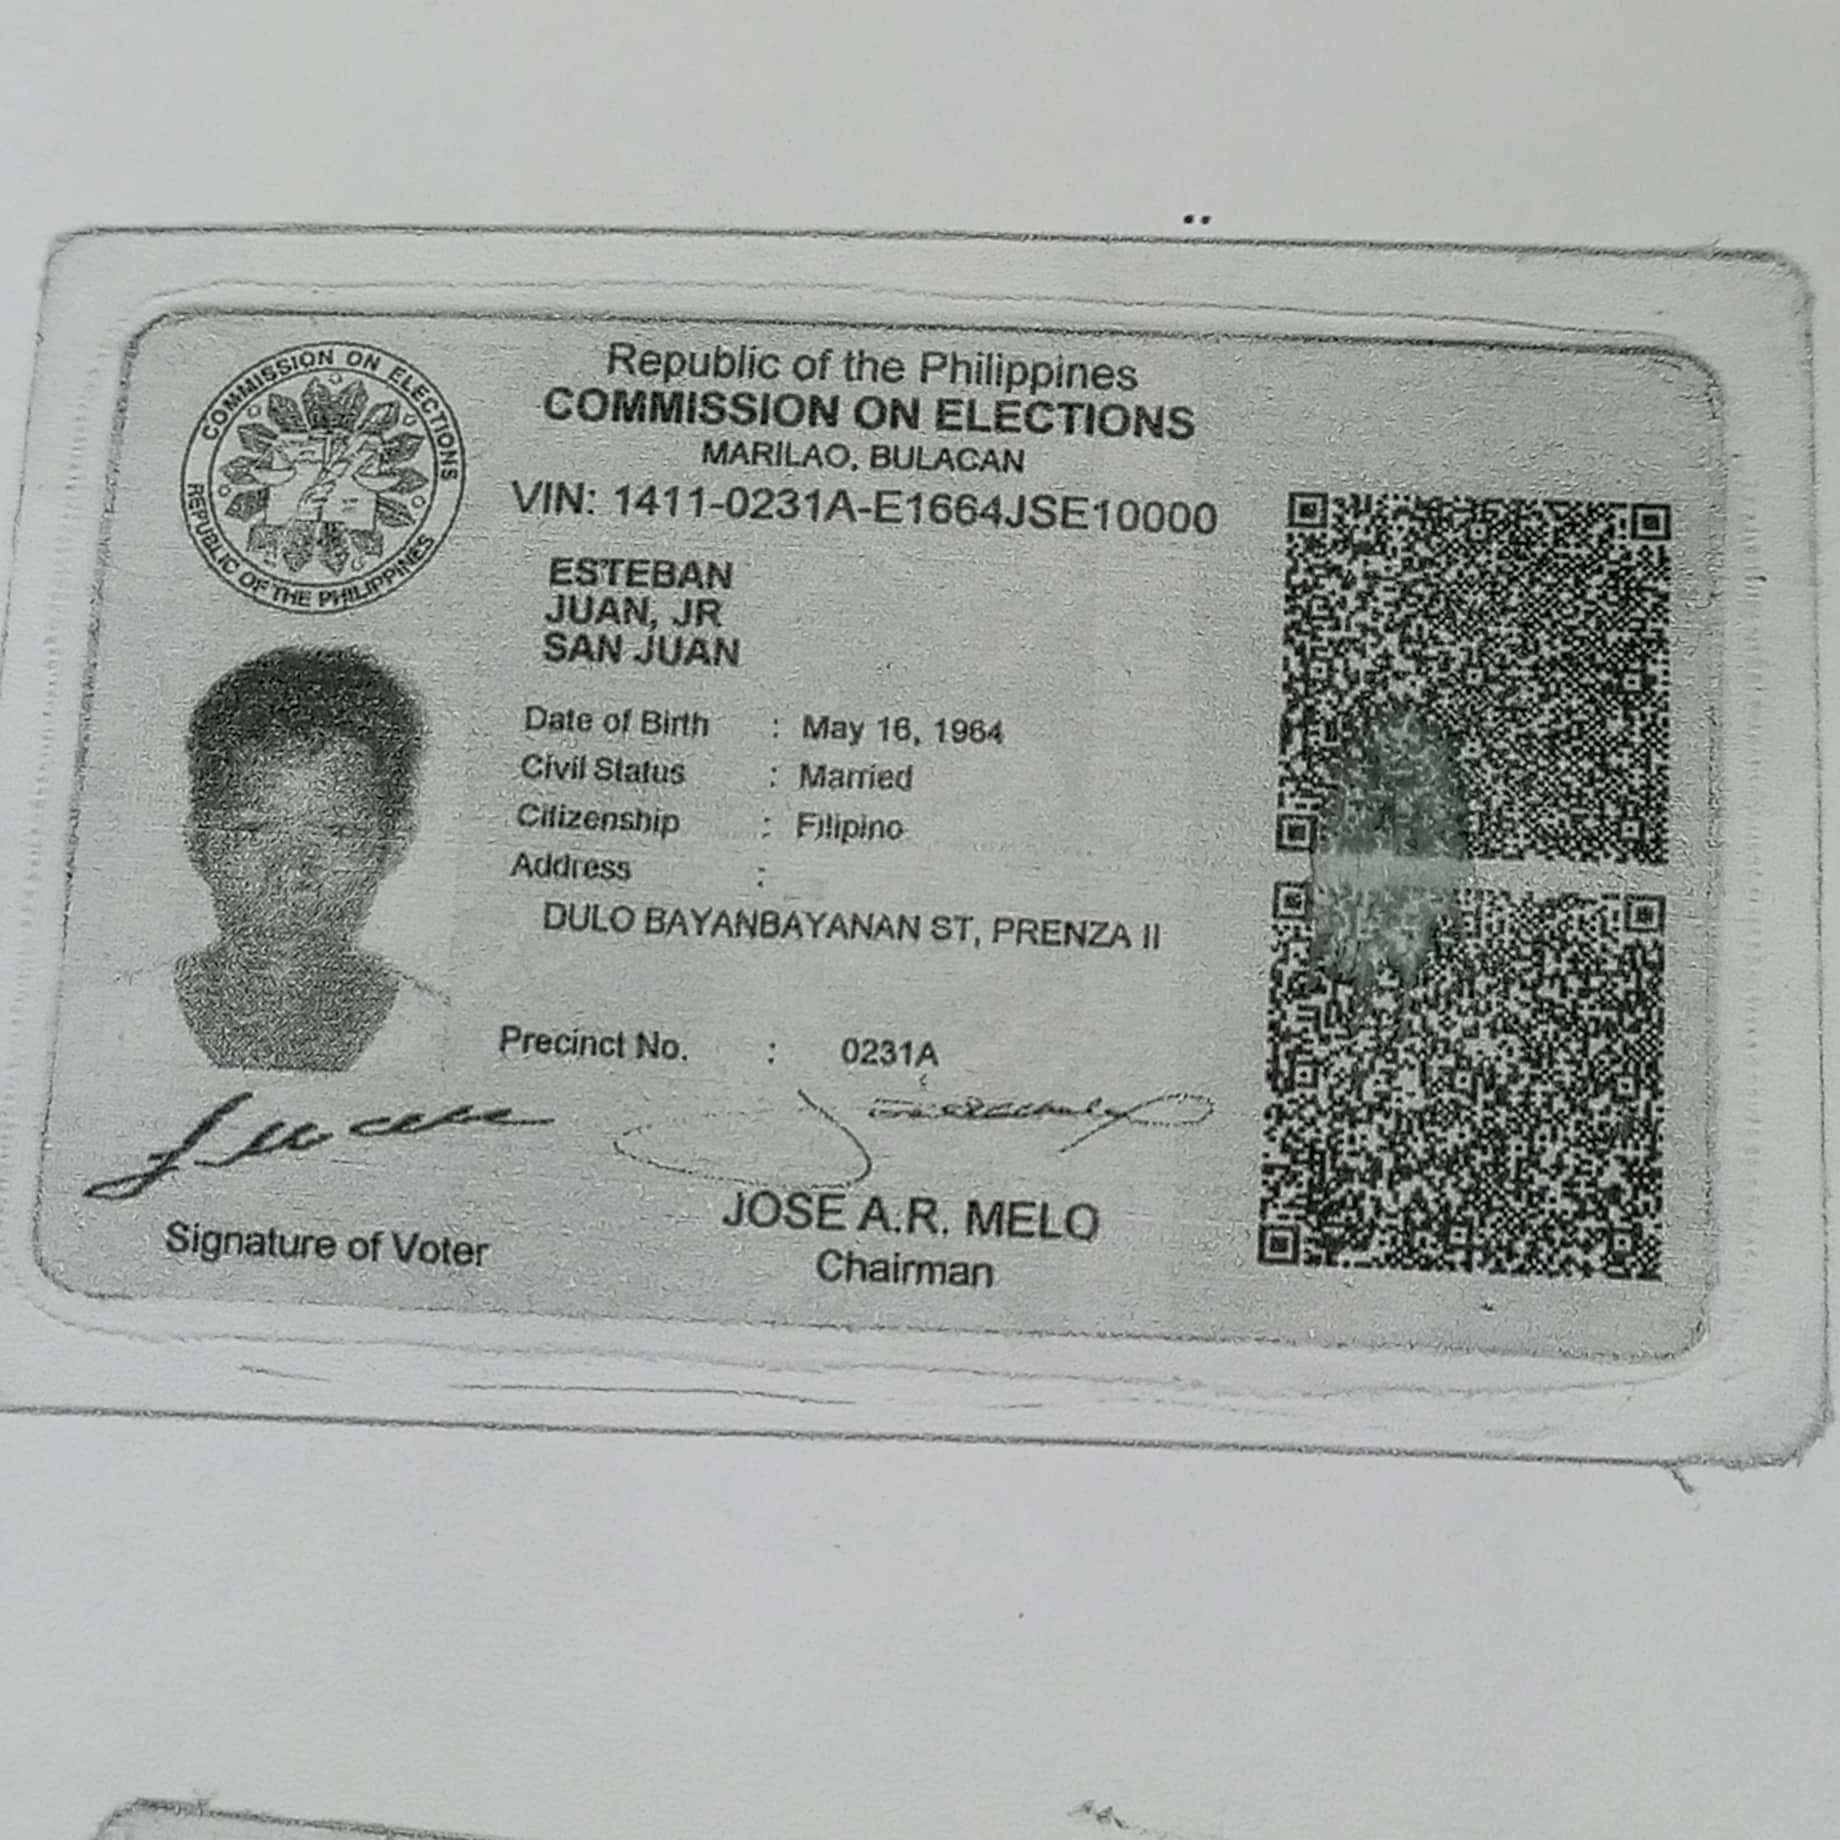 COMMISSION ON ELECTIONS
REPUBLIC OF THE PHILIPPINES
Republic of the Philippines
COMMISSION ON ELECTIONS
MARILAO, BULACAN
VIN: 1411-0231A-E1664JSE10000
ESTEBAN
JUAN, JR
SAN JUAN
Date of Birth : May 16, 1964
Civil Status : Married
Citizenship : Filipino
Address :
DULO BAYANBAYANAN ST, PRENZA II
Precinct No. : 0231A
JOSE A.R. MELO
Chairman
Signature of Voter